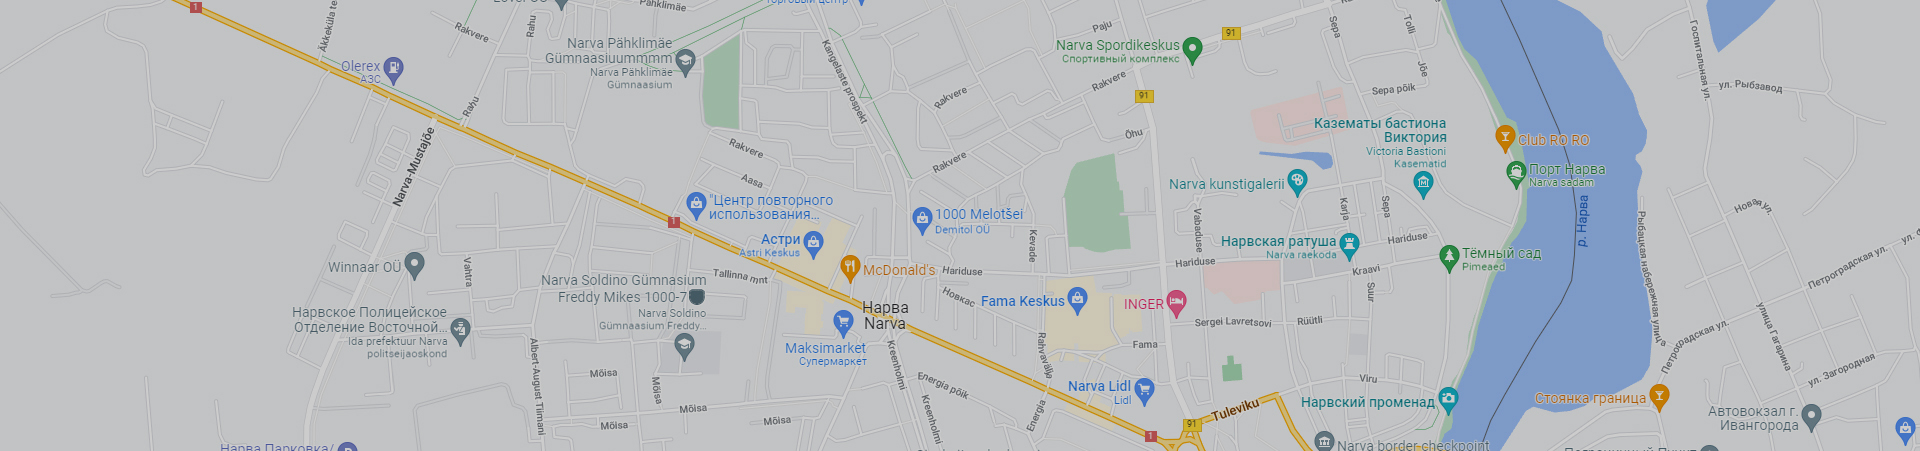 1
Äkkeküla te
Rakvere
Rahu
Pähklimäe
Olerex
АЗС
Rahu
Narva-Mustajõe
Narva Pähklimäe
Gümnaasiuummmm
Narva Pähklimäe
Gümnaasium
Kangelaste prospekt
Rakvere
Rakvere
Rakvere
Rakvere
Aasa
Paju
91
91
Narva Spordikeskus
Спортивный комплекс
Õhu
Sepa
Tolli
Jõe
Sepa põik
Казематы бастиона
Виктория
Victoria Bastioni
Kasematid
Club RO RO
Порт Нарва
Narva sadam
Госпитальная ул.
ул. Рыбзавод
Новая ул.
Петроградская ул.
р. Нарва
Рыбацкая набережная улица
1
"Центр повторного
использования...
Астри
Astri Keskus
1000 Melotšei
Demitol OÜ
McDonald's
Нарва
Narva
Maksimarket
Супермаркет
Tallinna mnt
Winnaar OÜ
Vahtra
Narva Soldino Gümnasium
Freddy Mikes 1000-7
Narva Soldino
Gümnaasium Freddy...
Нарвское Полицейское
Отделение Восточной...
Ida prefektuur Narva
politseijaoskond
Albert-August Tiimani
Mõisa
Mõisa
Mõisa
Mõisa
Mõisa
Kreenholmi
Kreenholmi
Energia põik
Energia
Hariduse
Новкас
Kevade
Rahvavälja
Fama Keskus
Fama
Narva Lidl
Lidl
1
91
Tuleviku
INGER
Narva kunstigalerii
Vabaduse
Karja
Sepa
Hariduse
Hariduse
Нарвская ратуша
Narva raekoda
Kraavi
Suur
Sergei Lavretsovi
Rüütli
Тёмный сад
Pimeaed
Viru
Нарвский променад
Narva border checkpoint
Стоянка граница
Петроградская ул.
улица Гагарина
ул. Загородная
Автовокзал г.
Ивангорода
Нарва Парковка/